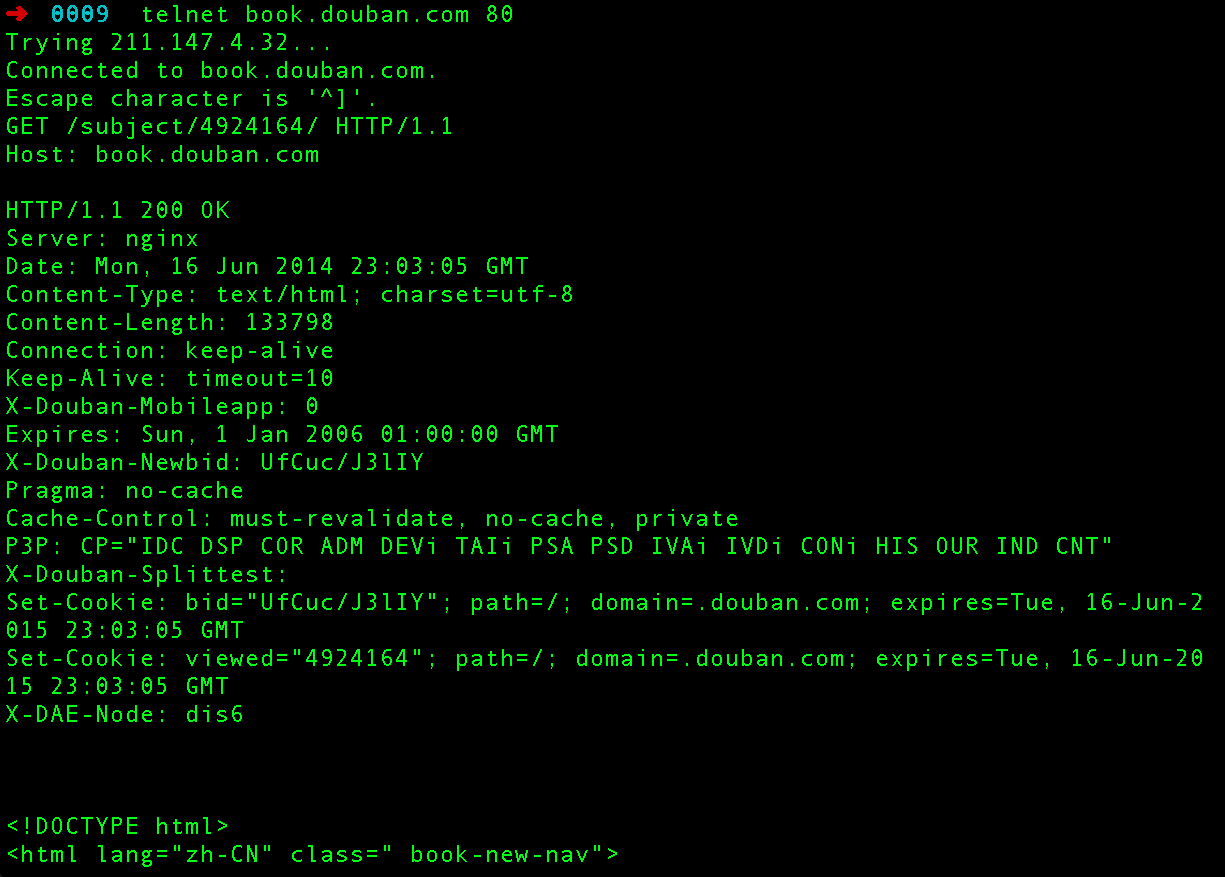 ➜ 0009 telnet book.douban.com 80
Trying 211.147.4.32...
Connected to book.douban.com.
Escape character is '^]'.
GET /subject/4924164/ HTTP/1.1
Host: book.douban.com
HTTP/1.1 200 OK
Server: nginx
Date: Mon, 16 Jun 2014 23:03:05 GMT
Content-Type: text/html; charset=utf-8
Content-Length: 133798
Connection: keep-alive
Keep-Alive: timeout=10
X-Douban-Mobileapp: 0
Expires: Sun, 1 Jan 2006 01:00:00 GMT
X-Douban-Newbid: UfCuc/J3lIY
Pragma: no-cache
Cache-Control: must-revalidate, no-cache, private
P3P: CP="IDC DSP COR ADM DEVi TAIi PSA PSD IVAi IVDi CONi HIS OUR IND CNT"
X-Douban-Splittest:
Set-Cookie: bid="UfCuc/J3lIY"; path=/; domain=.douban.com; expires=Tue, 16-Jun-2
015 23:03:05 GMT
Set-Cookie: viewed="4924164"; path=/; domain=.douban.com; expires=Tue, 16-Jun-20
15 23:03:05 GMT
X-DAE-Node: dis6
<!DOCTYPE html>
<html lang="zh-CN" class=" book-new-nav">